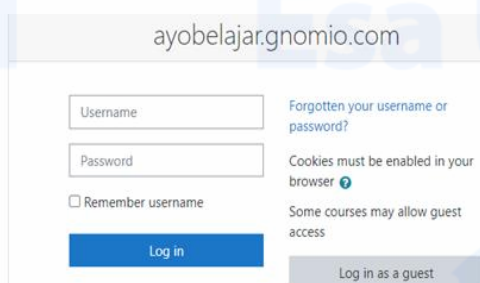 ayobelajar.gnomio.com
Username
Password
Remember username
Log in
Forgotten your username or
password?
Cookies must be enabled in your
browser
Some courses may allow guest
access
Log in as a guest